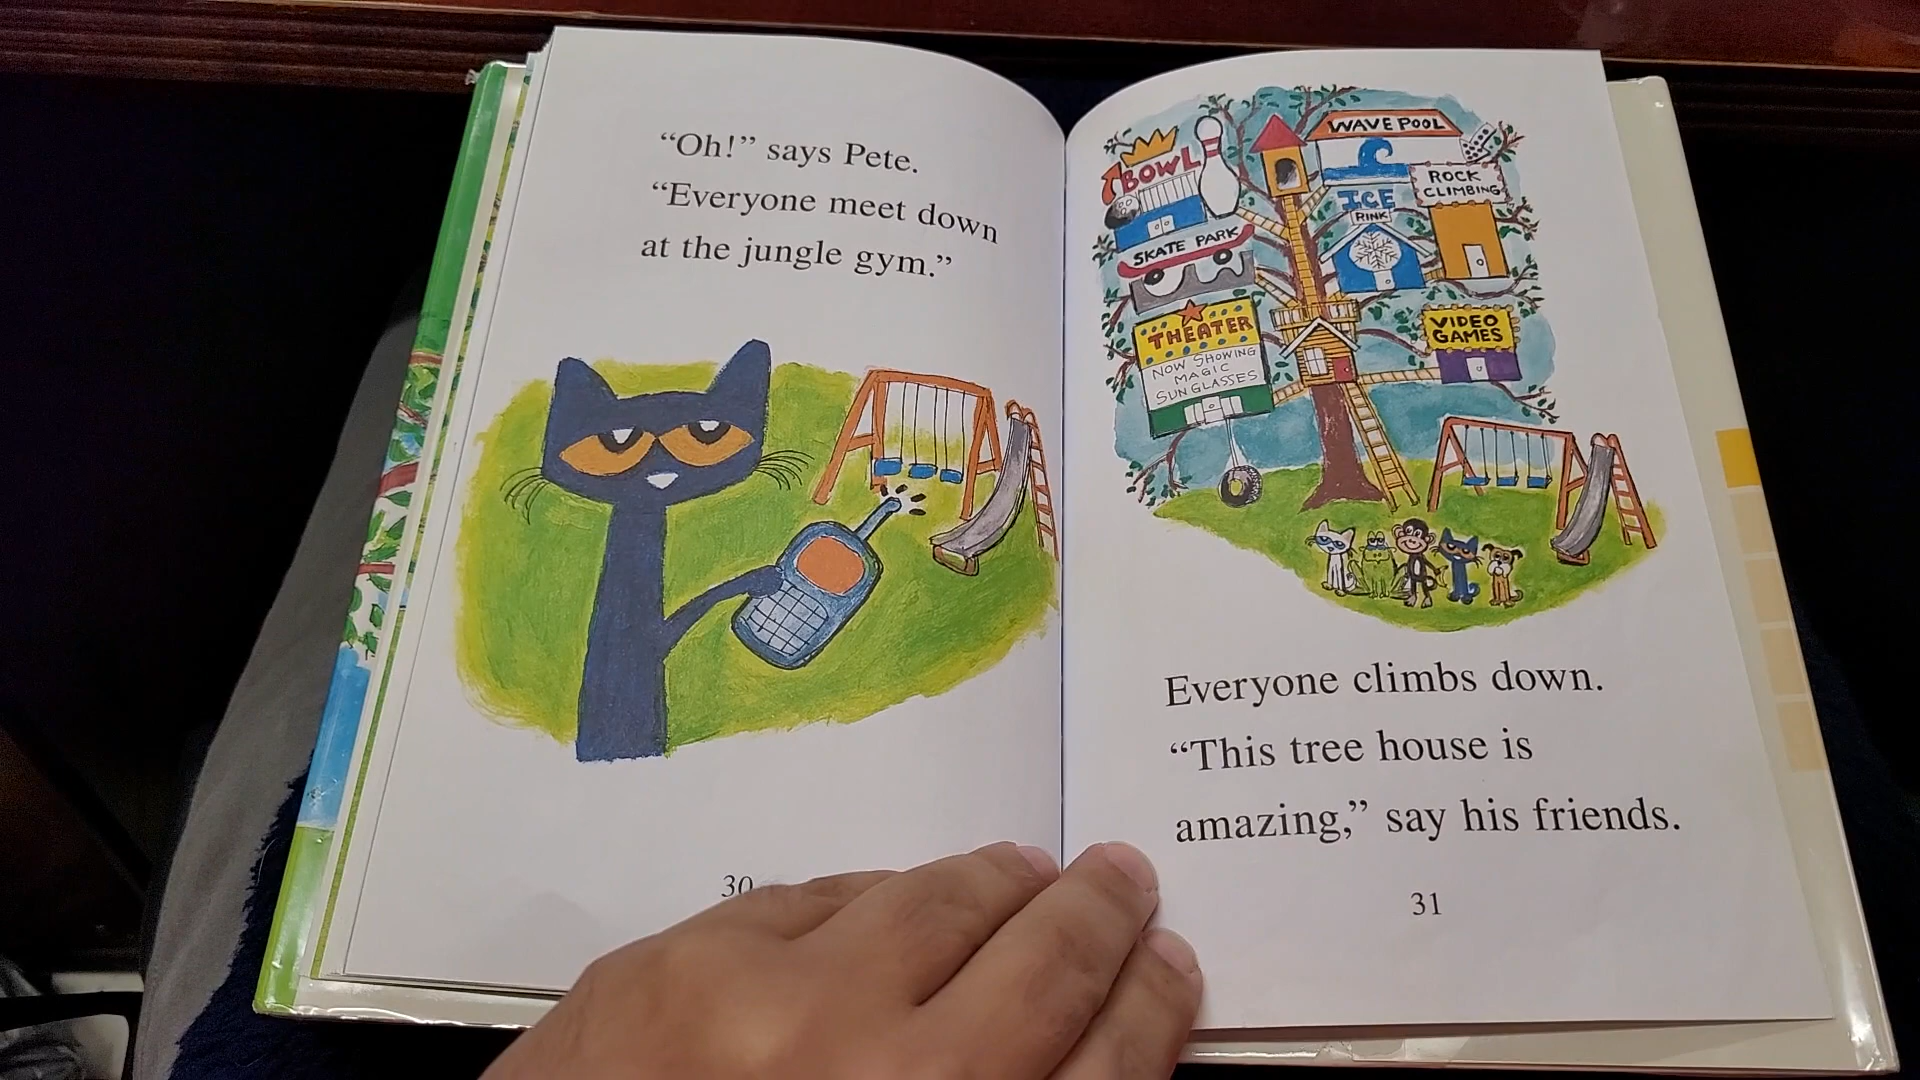 “Oh!” says Pete.
“Everyone meet down
at the jungle gym.”
30
BOWL
SKATE PARK
THEATER
NOW SHOWING
MAGIC
SUNGLASSES
WAVE POOL
ICE
RINK
ROCK
CLIMBING
VIDEO
GAMES
Everyone climbs down.
“This tree house is
amazing,” say his friends.
31